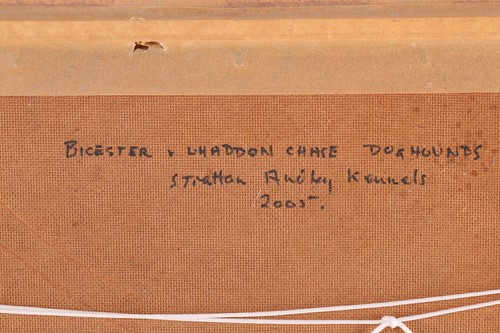 BICESTER & WHADDON CHASE DOGHOUNDS
Stratton Audley Kennels
2005.